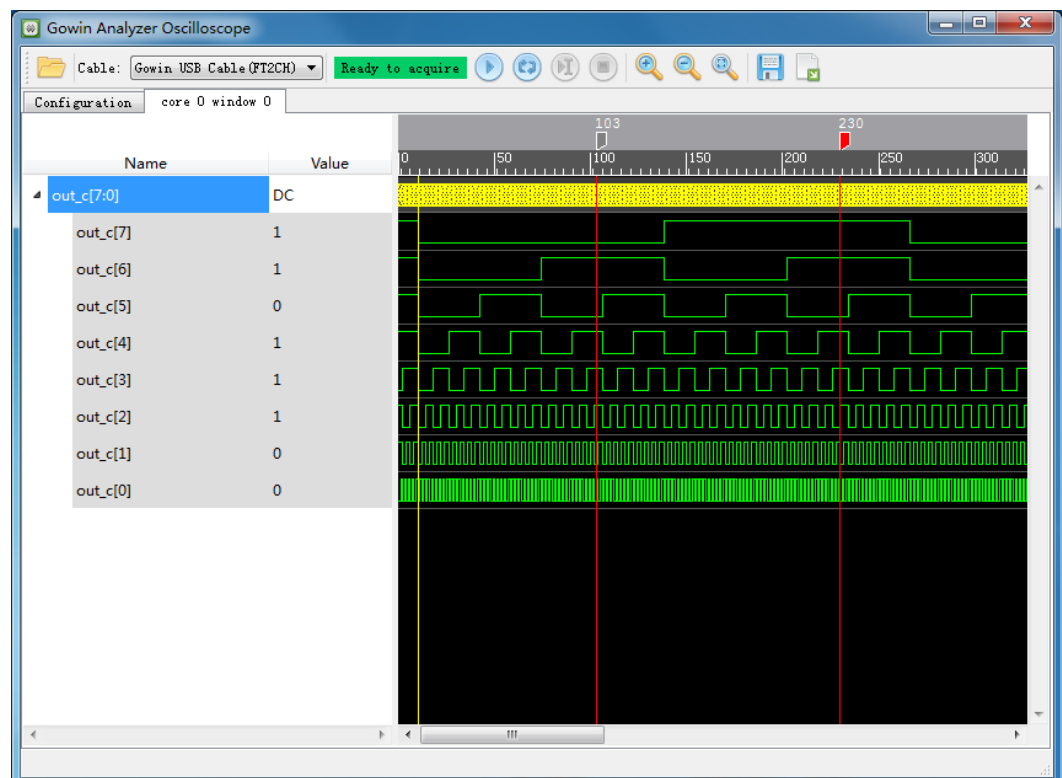 Gowin Analyzer Oscilloscope
Cable: Gowin USB Cable(FT2CH) Ready to acquire
Configuration core 0 window 0
103 230
Name Value 0 50 100 150 200 250 300
out_c[7:0] DC
out_c[7] 1
out_c[6] 1
out_c[5] 0
out_c[4] 1
out_c[3] 1
out_c[2] 1
out_c[1] 0
out_c[0] 0